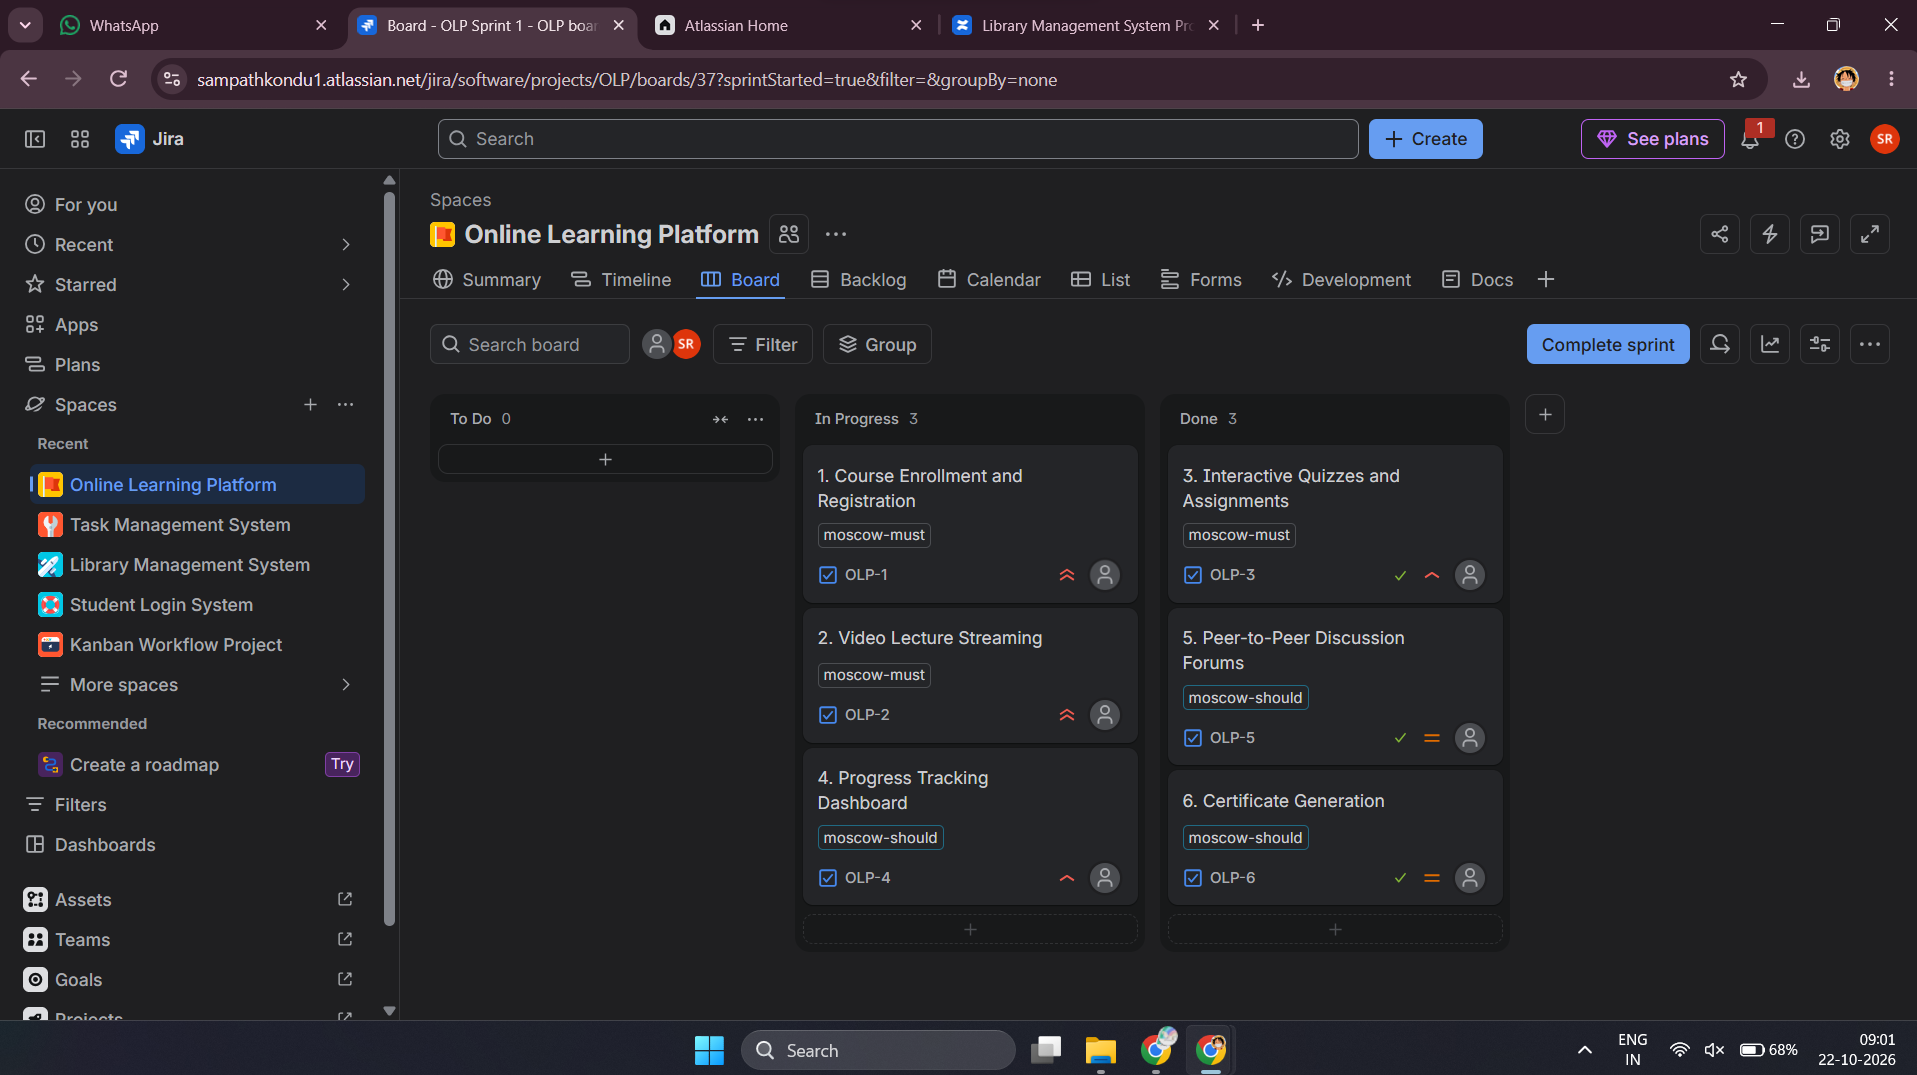 WhatsApp
Board - OLP Sprint 1 - OLP boar
Atlassian Home
Library Management System Pro
sampathkondu1.atlassian.net/jira/software/projects/OLP/boards/37?sprintStarted=true&filter=&groupBy=none
Jira
Search
Create
See plans
1
SR
For you
Recent
Starred
Apps
Plans
Spaces
Recent
Online Learning Platform
Task Management System
Library Management System
Student Login System
Kanban Workflow Project
More spaces
Recommended
Create a roadmap
Try
Filters
Dashboards
Assets
Teams
Goals
Projects
Spaces
Online Learning Platform
Summary
Timeline
Board
Backlog
Calendar
List
Forms
Development
Docs
Search board
SR
Filter
Group
Complete sprint
To Do 0
In Progress 3
1. Course Enrollment and
Registration
moscow-must
OLP-1
2. Video Lecture Streaming
moscow-must
OLP-2
4. Progress Tracking
Dashboard
moscow-should
OLP-4
Done 3
3. Interactive Quizzes and
Assignments
moscow-must
OLP-3
5. Peer-to-Peer Discussion
Forums
moscow-should
OLP-5
6. Certificate Generation
moscow-should
OLP-6
Search
ENG
IN
68%
09:01
22-10-2026